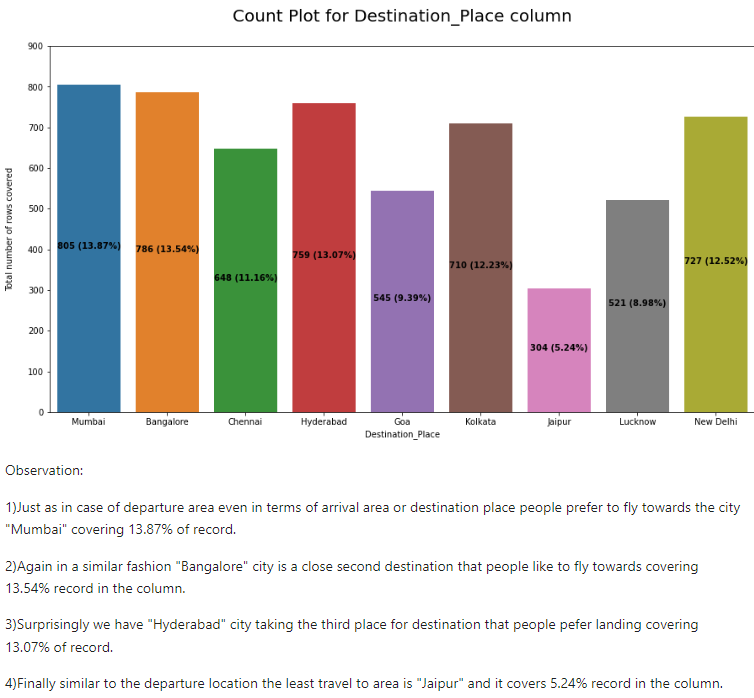 Count Plot for Destination_Place column
900
800
700
600
500
400
300
200
100
0
Total number of rows covered
805 (13.87%)
786 (13.54%)
648 (11.16%)
759 (13.07%)
545 (9.39%)
710 (12.23%)
304 (5.24%)
521 (8.98%)
727 (12.52%)
Mumbai
Bangalore
Chennai
Hyderabad
Goa
Kolkata
Jaipur
Lucknow
New Delhi
Destination_Place
Observation:
1)Just as in case of departure area even in terms of arrival area or destination place people prefer to fly towards the city
"Mumbai" covering 13.87% of record.
2)Again in a similar fashion "Bangalore" city is a close second destination that people like to fly towards covering
13.54% record in the column.
3)Surprisingly we have "Hyderabad" city taking the third place for destination that people pefer landing covering
13.07% of record.
4)Finally similar to the departure location the least travel to area is "Jaipur" and it covers 5.24% record in the column.